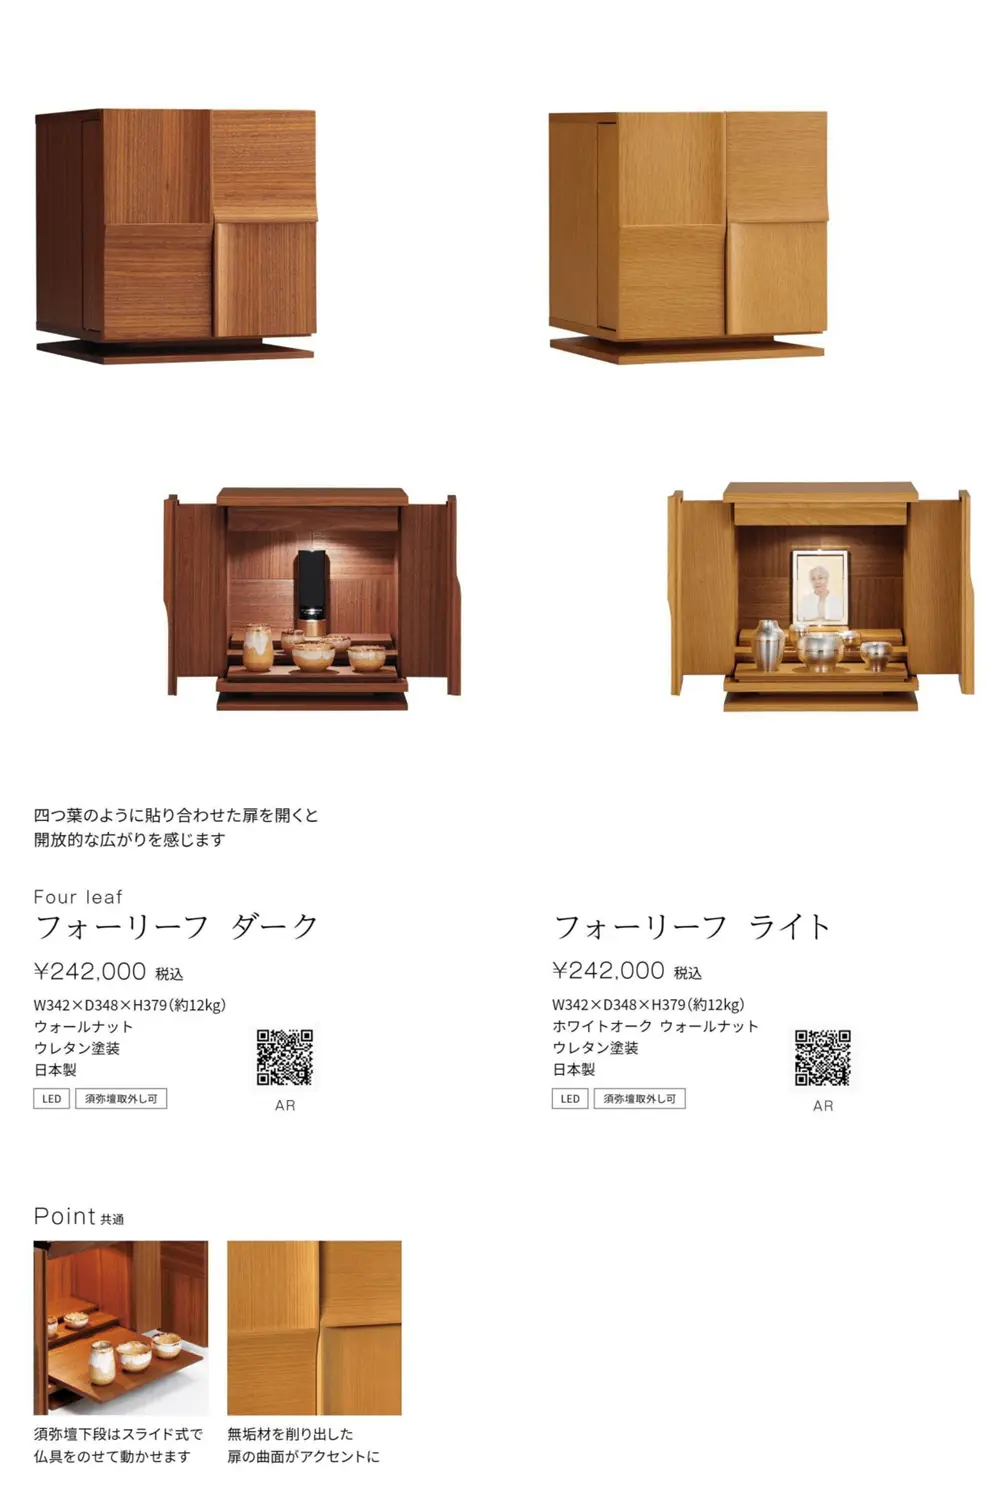 四つ葉のように貼り合わせた扉を開くと
開放的な広がりを感じます
Four leaf
フォーリーフ ダーク
¥242,000 税込
W342×D348×H379(約12kg)
ウォールナット
ウレタン塗装
日本製
LED 須弥壇取外し可
AR
フォーリーフ ライト
¥242,000 税込
W342×D348×H379(約12kg)
ホワイトオーク ウォールナット
ウレタン塗装
日本製
LED 須弥壇取外し可
AR
Point 共通
須弥壇下段はスライド式で
仏具をのせて動かせます
無垢材を削り出した
扉の曲面がアクセントに